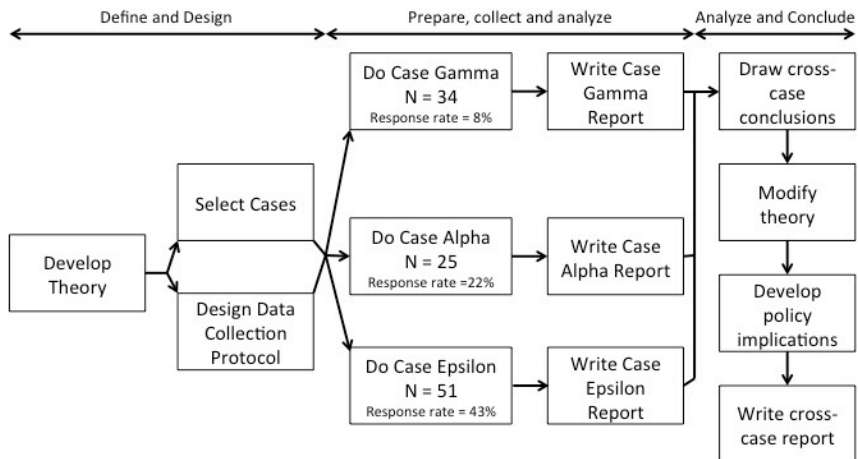 Define and Design
Prepare, collect and analyze
Analyze and Conclude
Develop
Theory
Select Cases
Design Data
Collection
Protocol
Do Case Gamma
N = 34
Response rate = 8%
Write Case
Gamma
Report
Do Case Alpha
N = 25
Response rate =22%
Write Case
Alpha Report
Do Case Epsilon
N = 51
Response rate = 43%
Write Case
Epsilon
Report
Draw cross-
case
conclusions
Modify
theory
Develop
policy
implications
Write cross-
case report